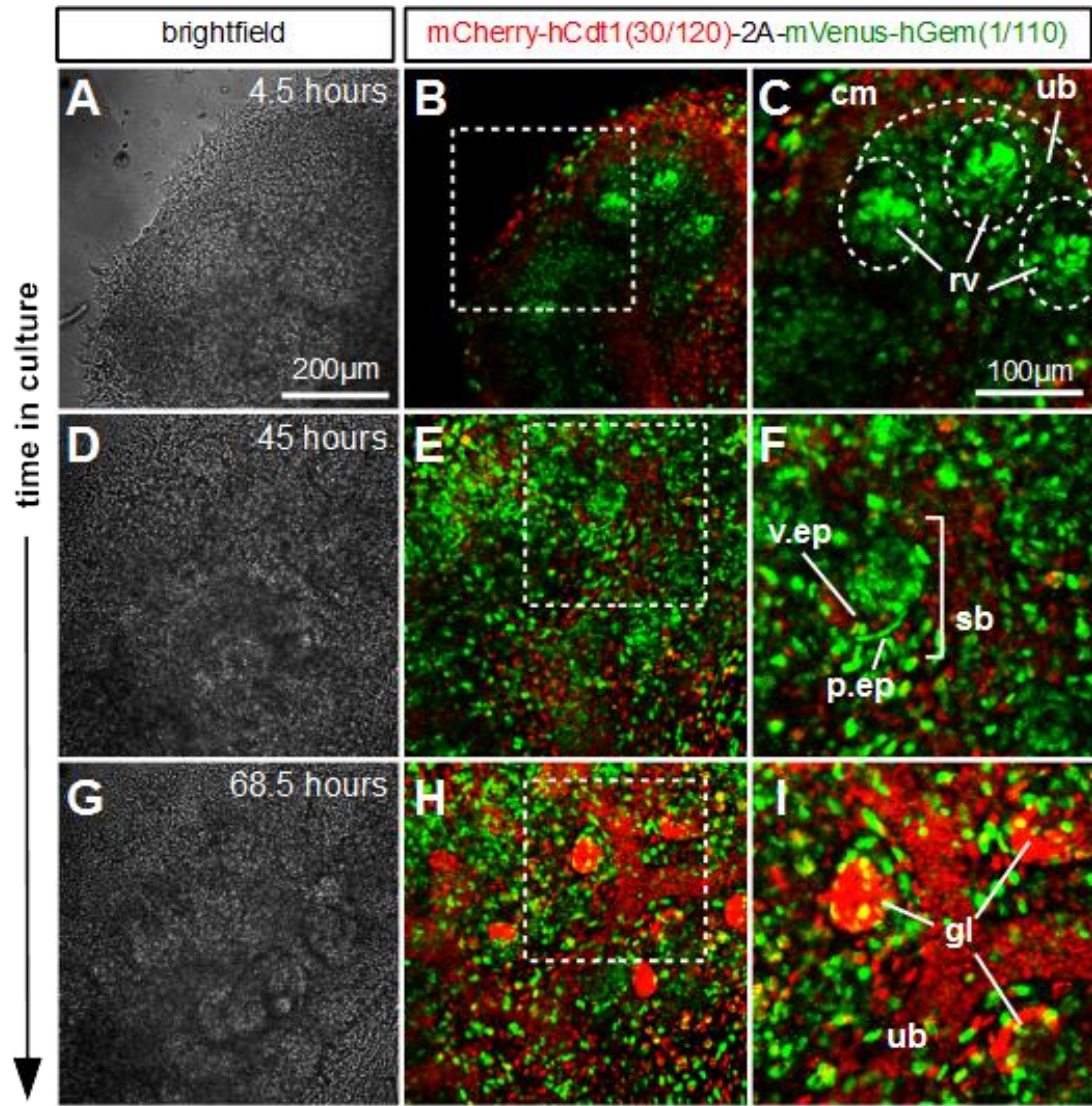 brightfield
mCherry-hCdt1(30/120)-2A-mVenus-hGem(1/110)
time in culture
A
4.5 hours
200µm
B
C
cm
ub
rv
100µm
D
45 hours
E
F
v.ep
sb
p.ep
G
68.5 hours
H
I
gl
ub